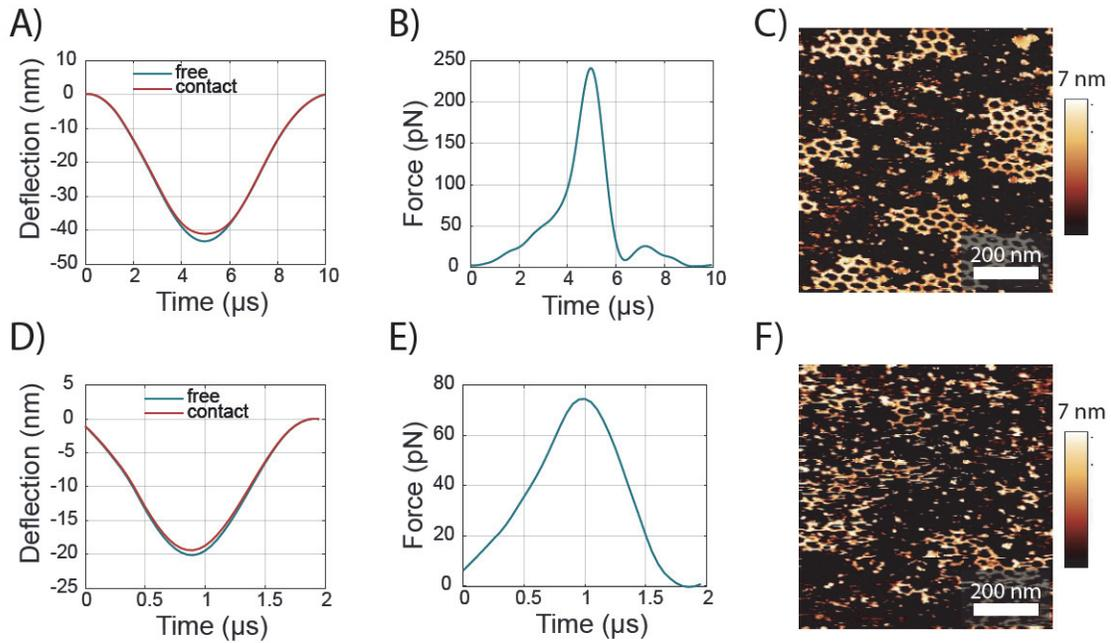 A)
Deflection (nm)
10
0
-10
-20
-30
-40
-50
free
contact
0 2 4 6 8 10
Time (µs)
B)
Force (pN)
250
200
150
100
50
0
0 2 4 6 8 10
Time (µs)
C)
7 nm
200 nm
D)
Deflection (nm)
5
0
-5
-10
-15
-20
-25
free
contact
0 0.5 1 1.5 2
Time (µs)
E)
Force (pN)
80
60
40
20
0
0 0.5 1 1.5 2
Time (µs)
F)
7 nm
200 nm